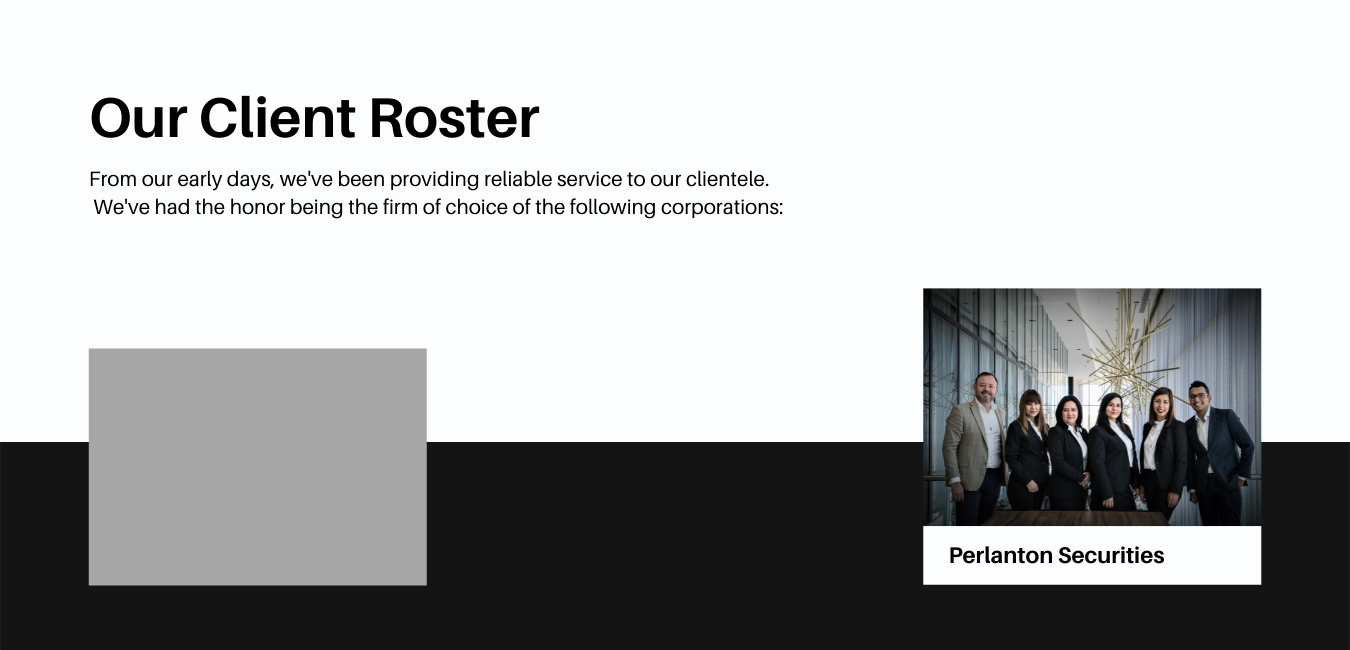 Our Client Roster
From our early days, we've been providing reliable service to our clientele.
We've had the honor being the firm of choice of the following corporations:
Perlanton Securities